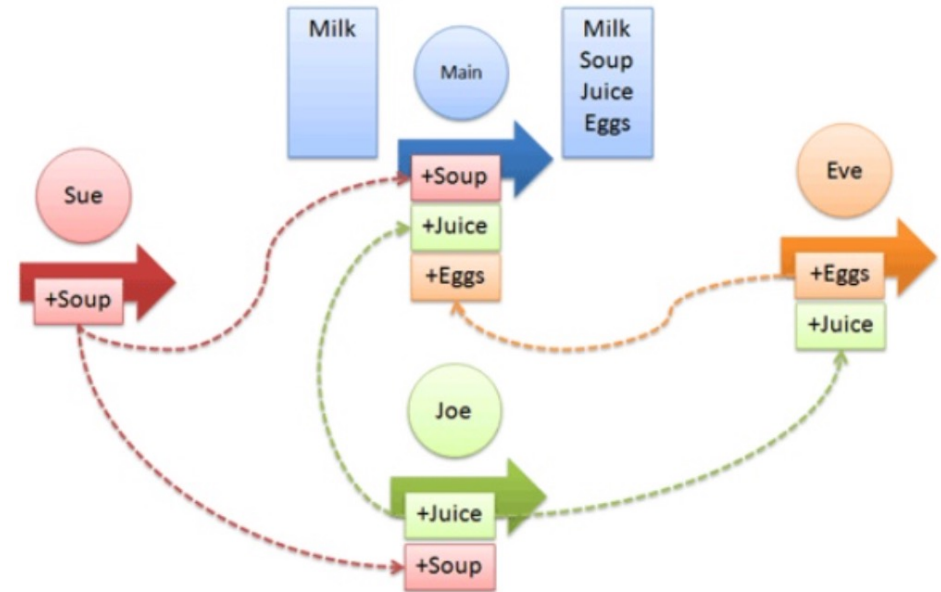 Milk
Main
Milk
Soup
Juice
Eggs
Sue
+Soup
+Soup
+Juice
+Eggs
Eve
+Eggs
+Juice
Joe
+Juice
+Soup